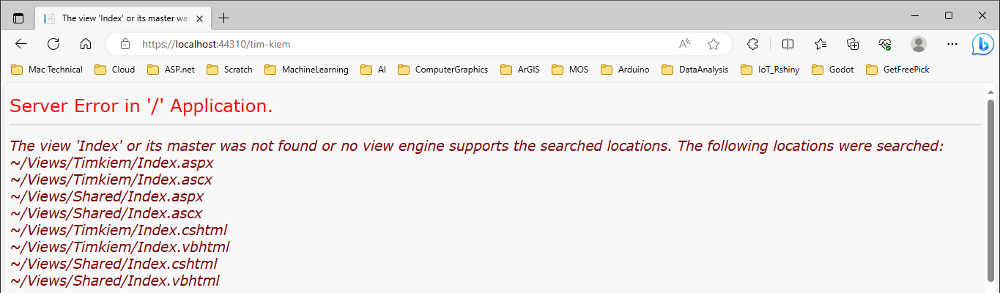 The view 'Index' or its master wa
https://localhost:44310/tim-kiem
Mac Technical Cloud ASP.net Scratch MachineLearning AI ComputerGraphics ArGIS MOS Arduino DataAnalysis IoT_Rshiny Godot GetFreePick
Server Error in '/' Application.
The view 'Index' or its master was not found or no view engine supports the searched locations. The following locations were searched:
~/Views/Timkiem/Index.aspx
~/Views/Timkiem/Index.ascx
~/Views/Shared/Index.aspx
~/Views/Shared/Index.ascx
~/Views/Timkiem/Index.cshtml
~/Views/Timkiem/Index.vbhtml
~/Views/Shared/Index.cshtml
~/Views/Shared/Index.vbhtml